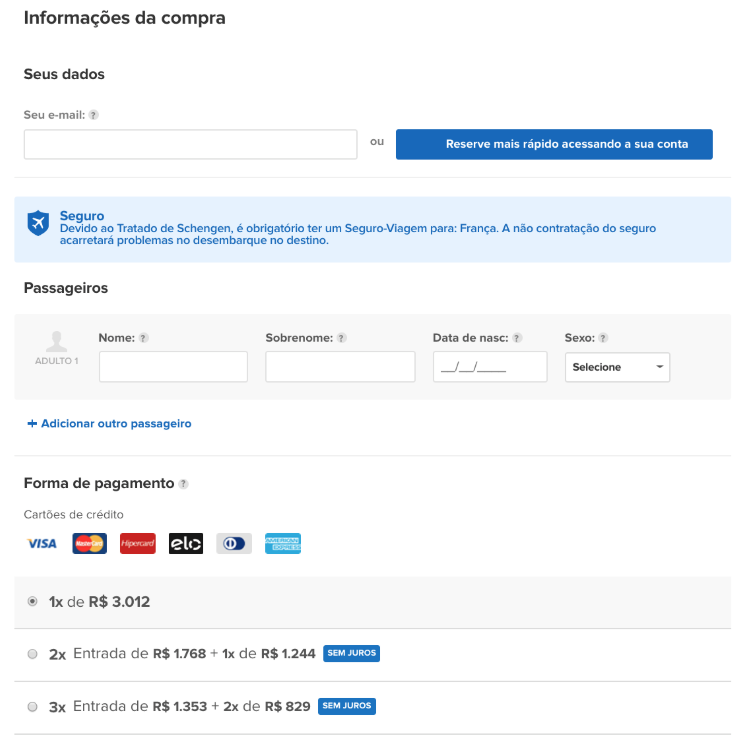 Informações da compra
Seus dados
Seu e-mail: ?
ou
Reserve mais rápido acessando a sua conta
Seguro
Devido ao Tratado de Schengen, é obrigatório ter um Seguro-Viagem para: França. A não contratação do seguro
acarretará problemas no desembarque no destino.
Passageiros
ADULTO 1
Nome: ?
Sobrenome: ?
Data de nasc: ?
Sexo: ?
__/__/____
Selecione
+ Adicionar outro passageiro
Forma de pagamento ?
Cartões de crédito
VISA MasterCard Hipercard elo AMERICAN EXPRESS
1x de R$ 3.012
2x Entrada de R$ 1.768 + 1x de R$ 1.244 SEM JUROS
3x Entrada de R$ 1.353 + 2x de R$ 829 SEM JUROS